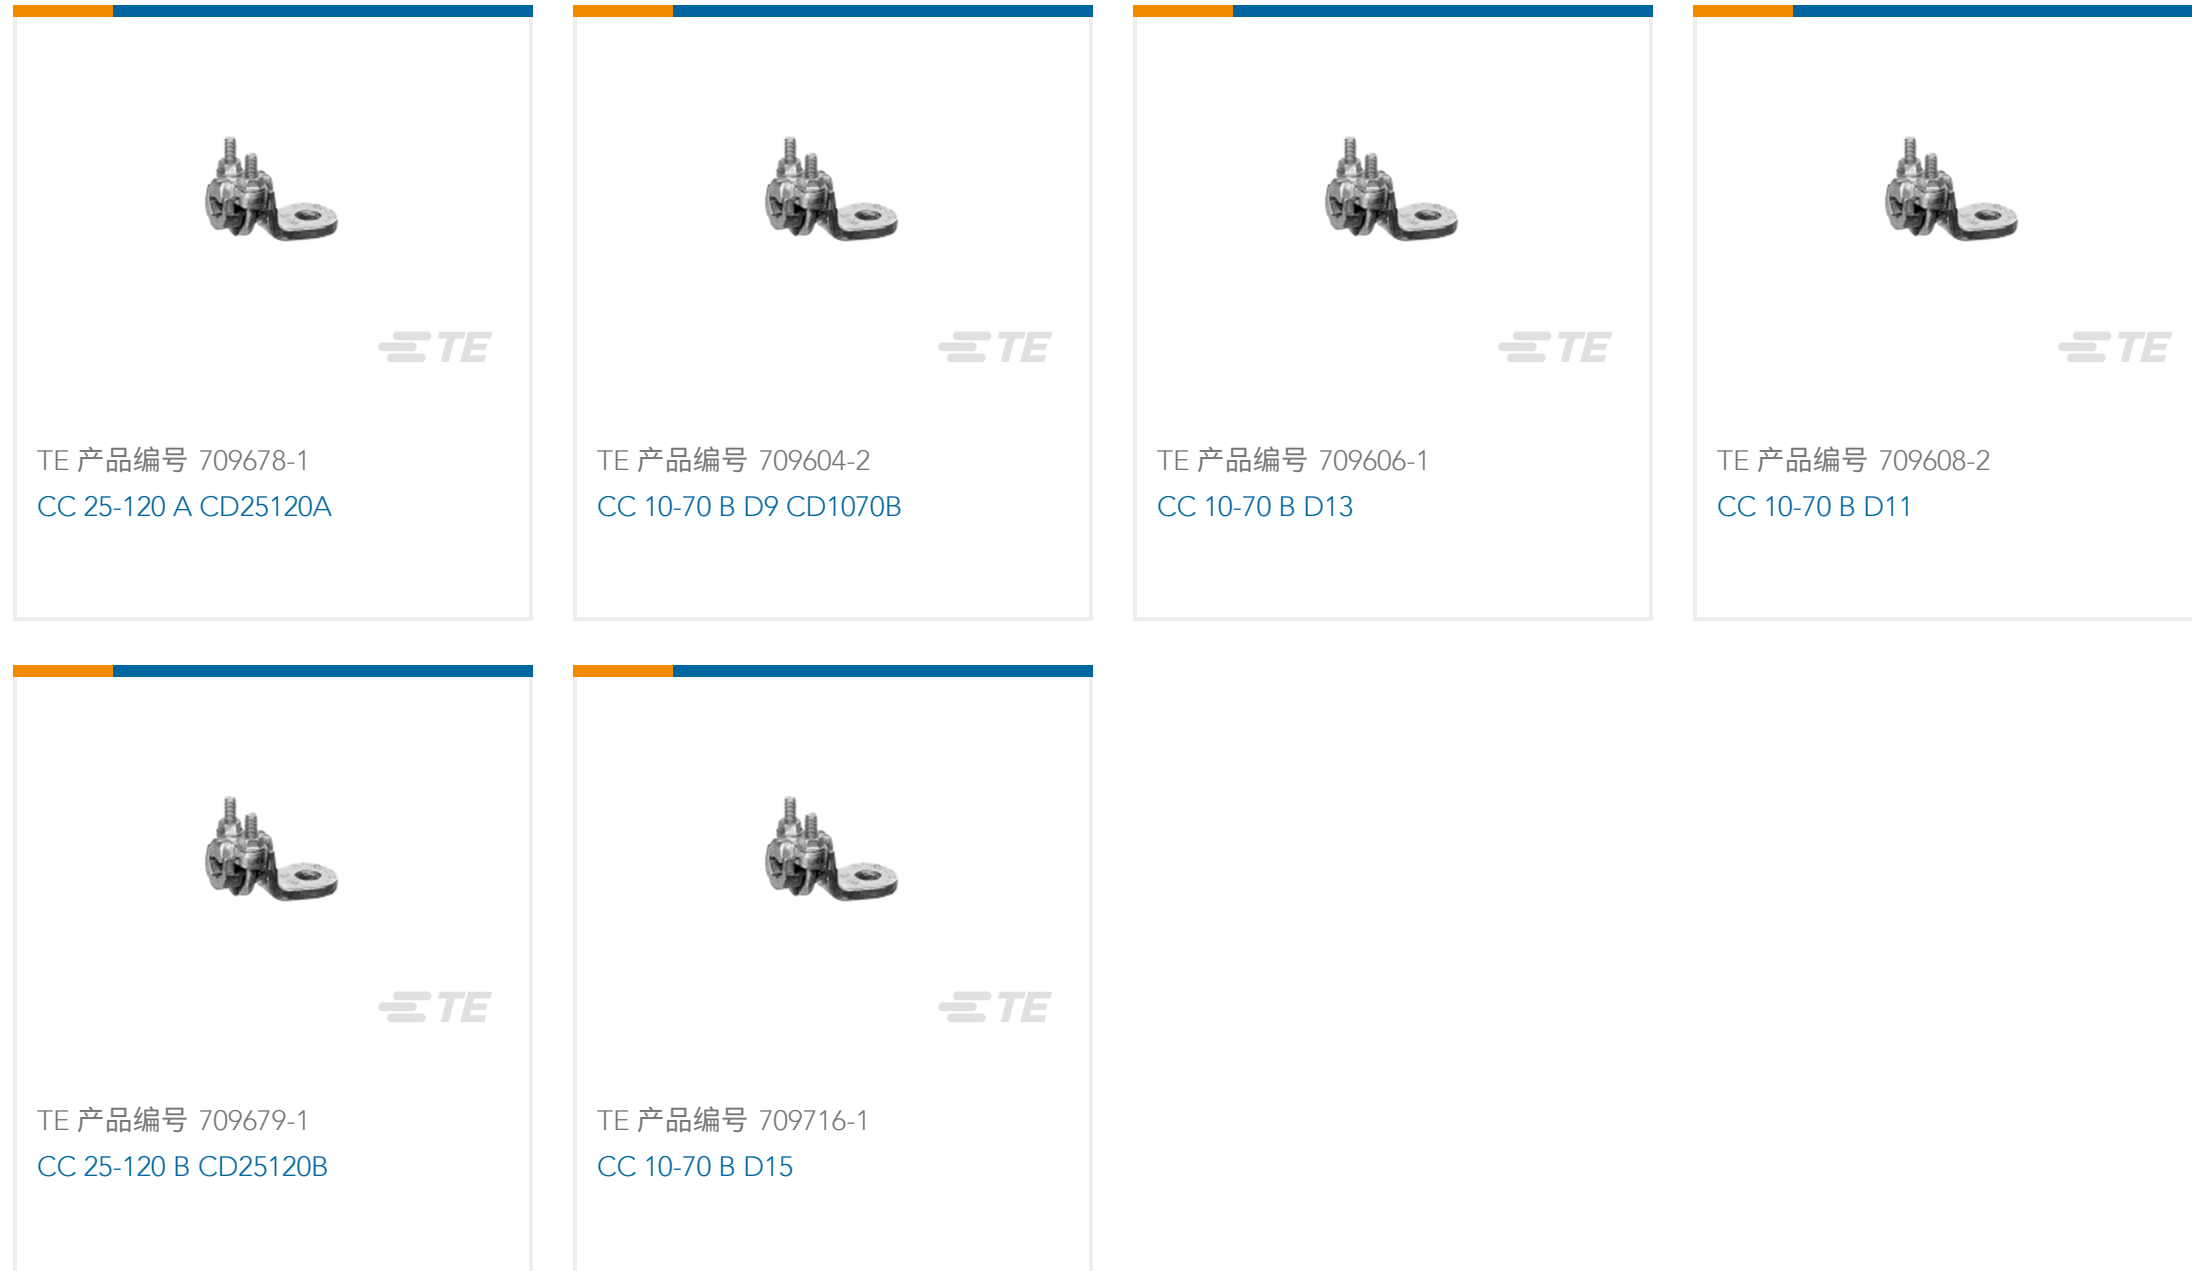 TE
TE 产品编号 709678-1
CC 25-120 A CD25120A
TE
TE 产品编号 709604-2
CC 10-70 B D9 CD1070B
TE
TE 产品编号 709606-1
CC 10-70 B D13
TE
TE 产品编号 709608-2
CC 10-70 B D11
TE
TE 产品编号 709679-1
CC 25-120 B CD25120B
TE
TE 产品编号 709716-1
CC 10-70 B D15